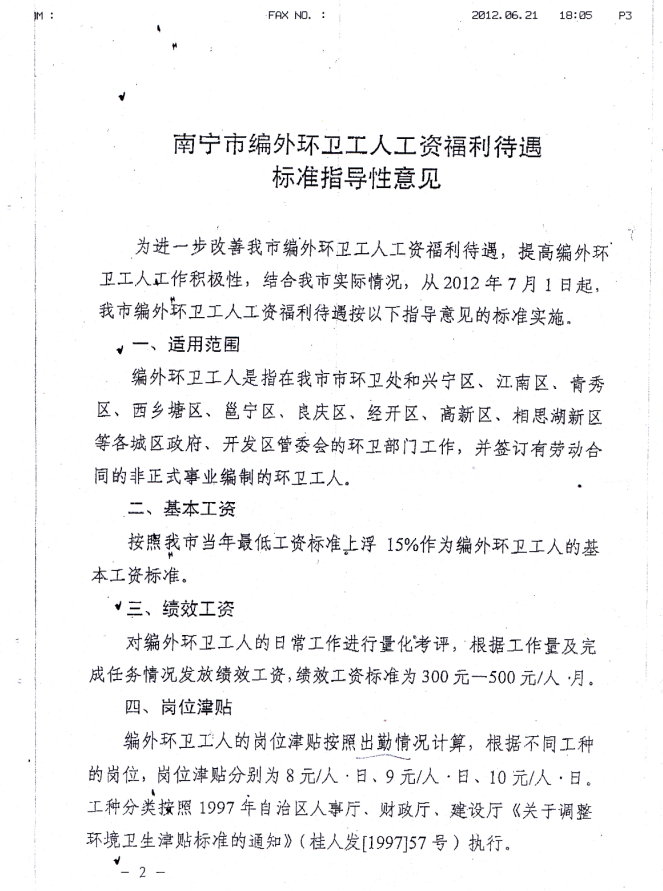 OM : FAX NO. : 2012.06.21 18:05 P3
南宁市编外环卫工人工资福利待遇
标准指导性意见
为进一步改善我市编外环卫工人工资福利待遇，提高编外环
卫工人工作积极性，结合我市实际情况，从2012年7月1日起，
我市编外环卫工人工资福利待遇按以下指导意见的标准实施。
一、适用范围
编外环卫工人是指在我市市环卫处和兴宁区、江南区、青秀
区、西乡塘区、邕宁区、良庆区、经开区、高新区、相思湖新区
等各城区政府、开发区管委会的环卫部门工作，并签订有劳动合
同的非正式事业编制的环卫工人。
二、基本工资
按照我市当年最低工资标准上浮 15%作为编外环卫工人的基
本工资标准。
三、绩效工资
对编外环卫工人的日常工作进行量化考评，根据工作量及完
成任务情况发放绩效工资,绩效工资标准为300元—500元/人·月。
四、岗位津贴
编外环卫工人的岗位津贴按照出勤情况计算，根据不同工种
的岗位，岗位津贴分别为8元/人·日、9元/人·日、10元/人·日。
工种分类按照1997年自治区人事厅、财政厅、建设厅《关于调整
环境卫生津贴标准的通知》（桂人发[1997]57号）执行。
— 2 —